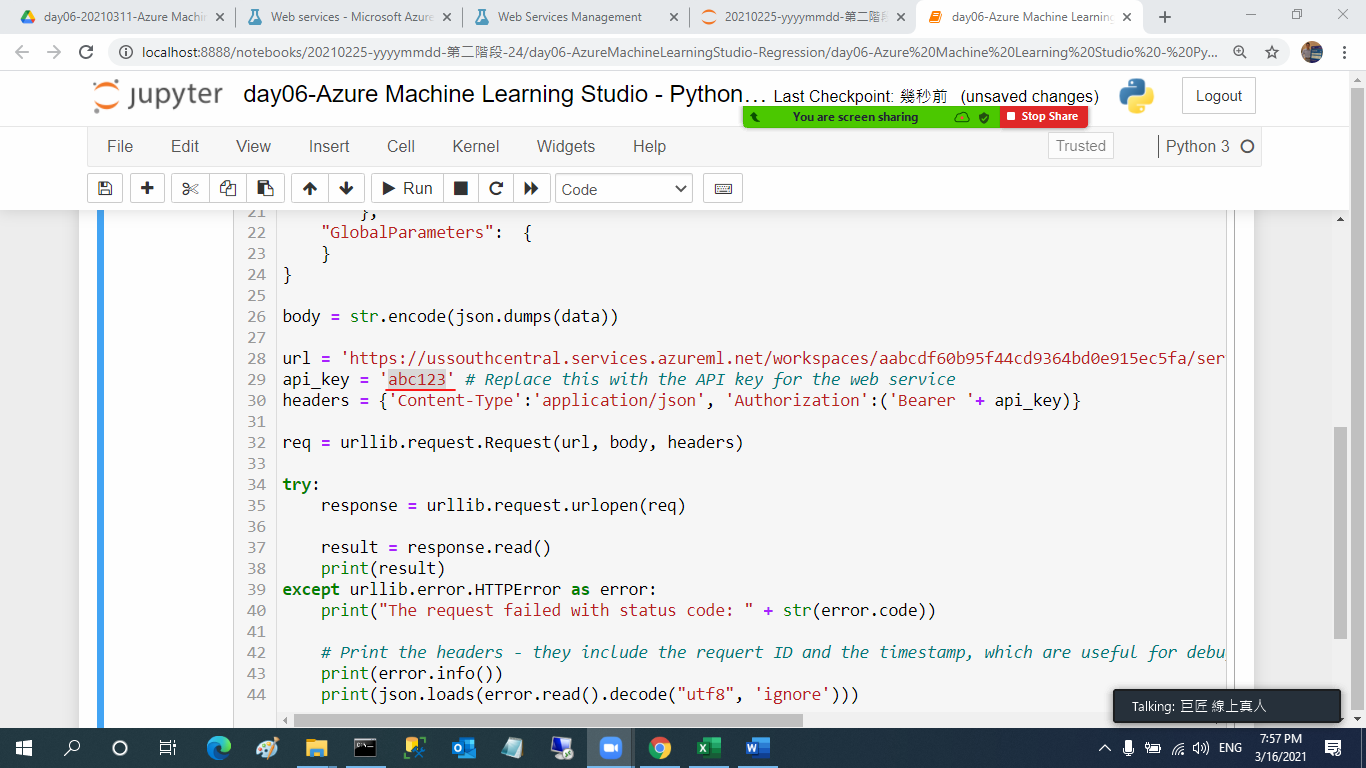 day06-20210311-Azure Machin
Web services - Microsoft Azure
Web Services Management
20210225-yyyymmdd-第二階段
day06-Azure Machine Learning
localhost:8888/notebooks/20210225-yyyymmdd-第二階段-24/day06-AzureMachineLearningStudio-Regression/day06-Azure%20Machine%20Learning%20Studio%20-%20Py...
jupyter
day06-Azure Machine Learning Studio - Python... Last Checkpoint: 幾秒前 (unsaved changes)
Logout
You are screen sharing
Stop Share
File Edit View Insert Cell Kernel Widgets Help
Trusted
Python 3
Run
Code
21 },
22 "GlobalParameters": {
23 }
24 }
25
26 body = str.encode(json.dumps(data))
27
28 url = 'https://ussouthcentral.services.azureml.net/workspaces/aabcdf60b95f44cd9364bd0e915ec5fa/ser
29 api_key = 'abc123' # Replace this with the API key for the web service
30 headers = {'Content-Type':'application/json', 'Authorization':('Bearer '+ api_key)}
31
32 req = urllib.request.Request(url, body, headers)
33
34 try:
35 response = urllib.request.urlopen(req)
36
37 result = response.read()
38 print(result)
39 except urllib.error.HTTPError as error:
40 print("The request failed with status code: " + str(error.code))
41
42 # Print the headers - they include the requert ID and the timestamp, which are useful for debu
43 print(error.info())
44 print(json.loads(error.read().decode("utf8", 'ignore')))
Talking: 巨匠 線上真人
ENG
7:57 PM
3/16/2021